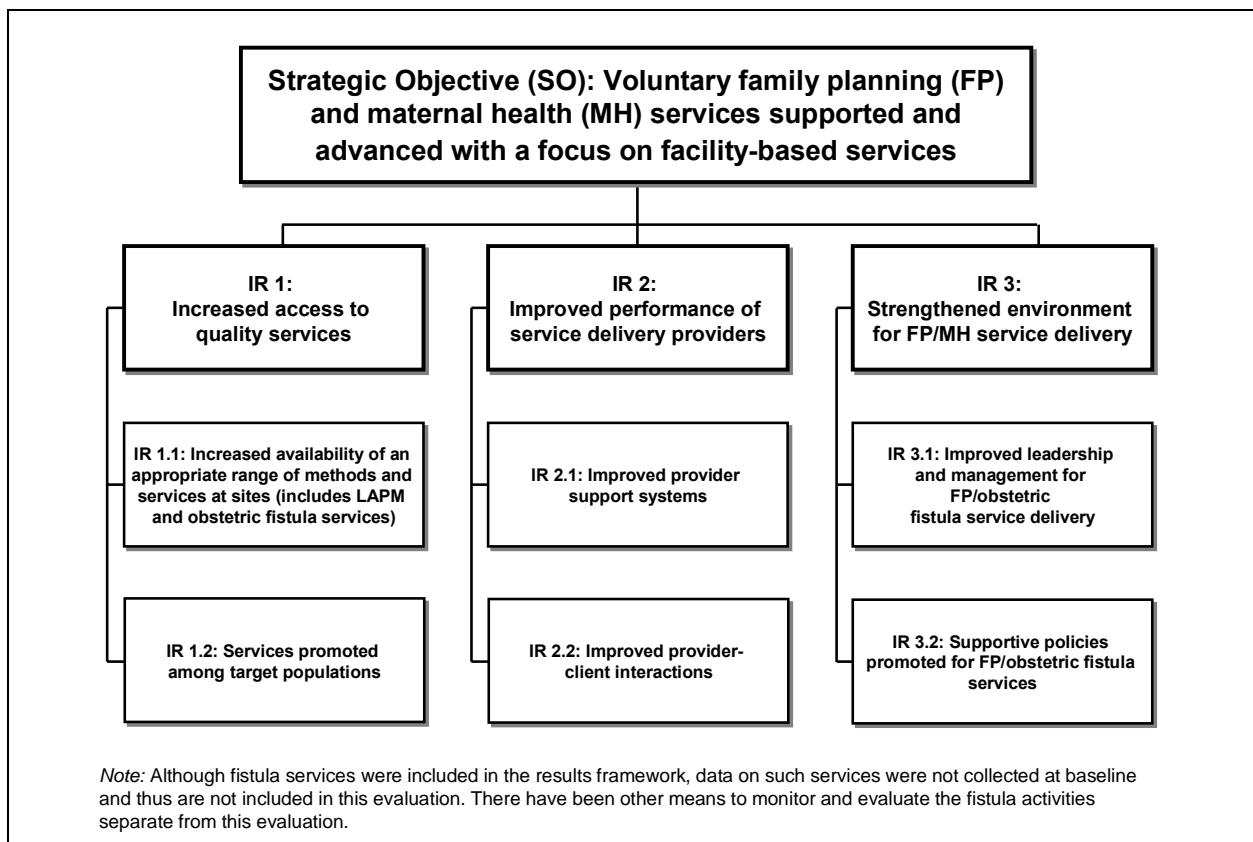 Strategic Objective (SO): Voluntary family planning (FP)
and maternal health (MH) services supported and
advanced with a focus on facility-based services
IR 1:
Increased access to
quality services
IR 2:
Improved performance of
service delivery providers
IR 3:
Strengthened environment
for FP/MH service delivery
IR 1.1: Increased availability of an
appropriate range of methods and
services at sites (includes LAPM
and obstetric fistula services)
IR 2.1: Improved provider
support systems
IR 3.1: Improved leadership
and management for
FP/obstetric
fistula service delivery
IR 1.2: Services promoted
among target populations
IR 2.2: Improved provider-
client interactions
IR 3.2: Supportive policies
promoted for FP/obstetric fistula
services
Note: Although fistula services were included in the results framework, data on such services were not collected at baseline
and thus are not included in this evaluation. There have been other means to monitor and evaluate the fistula activities
separate from this evaluation.